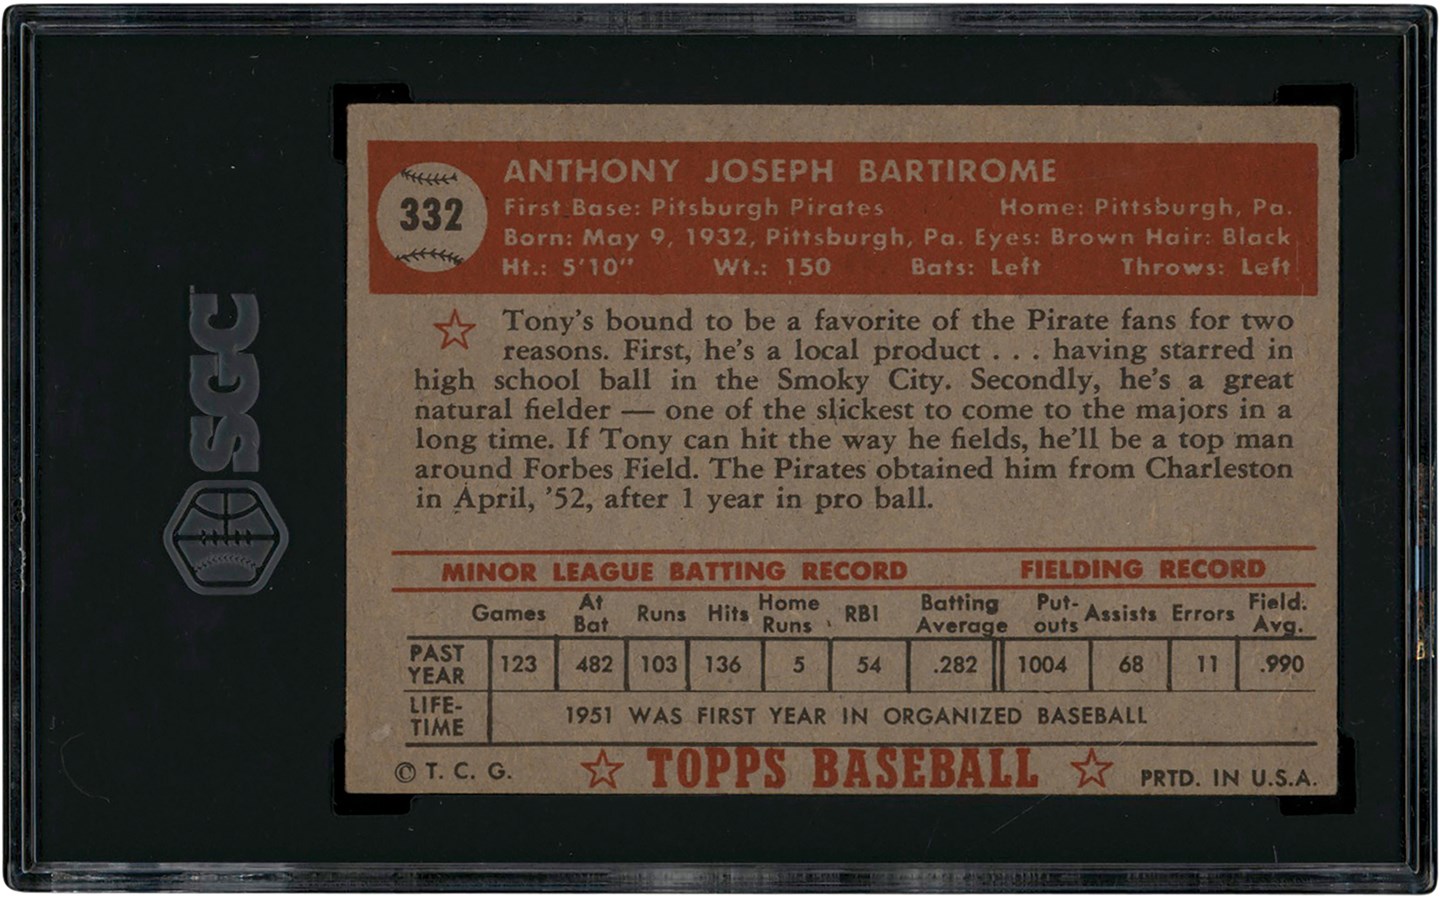 SGC
332
ANTHONY JOSEPH BARTIROME
First Base: Pitsburgh Pirates Home: Pittsburgh, Pa.
Born: May 9, 1932, Pittsburgh, Pa. Eyes: Brown Hair: Black
Ht.: 5'10" Wt.: 150 Bats: Left Throws: Left
Tony's bound to be a favorite of the Pirate fans for two
reasons. First, he's a local product . . . having starred in
high school ball in the Smoky City. Secondly, he's a great
natural fielder — one of the slickest to come to the majors in a
long time. If Tony can hit the way he fields, he'll be a top man
around Forbes Field. The Pirates obtained him from Charleston
in April, '52, after 1 year in pro ball.
MINOR LEAGUE BATTING RECORD FIELDING RECORD
Games At Bat Runs Hits Home Runs RBI Batting Average Put-outs Assists Errors Field. Avg.
PAST YEAR 123 482 103 136 5 54 .282 1004 68 11 .990
LIFE-TIME 1951 WAS FIRST YEAR IN ORGANIZED BASEBALL
© T. C. G. TOPPS BASEBALL PRTD. IN U.S.A.